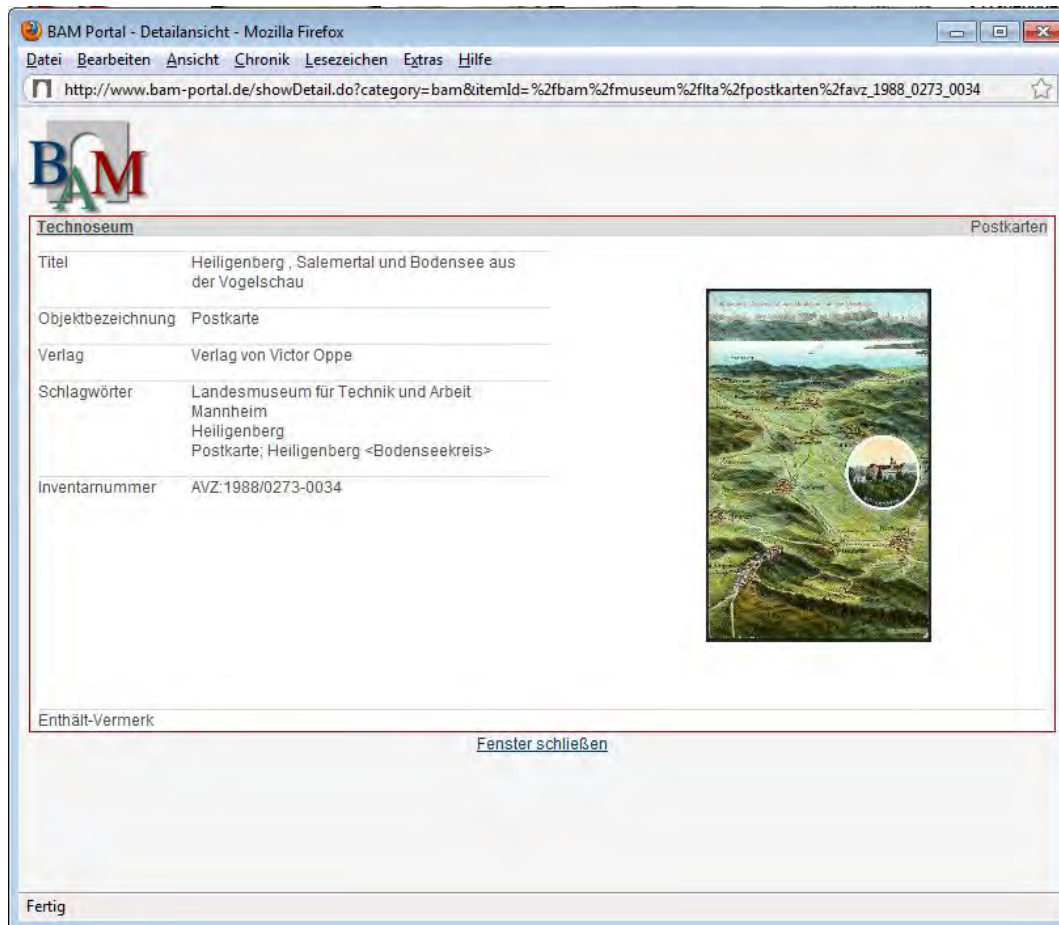 BAM Portal - Detailansicht - Mozilla Firefox
Datei Bearbeiten Ansicht Chronik Lesezeichen Extras Hilfe
http://www.bam-portal.de/showDetail.do?category=bam&itemId=%2fbam%2fmuseum%2flta%2fpostkarten%2favz_1988_0273_0034
BAM
Technoseum Postkarten
Titel Heiligenberg , Salemertal und Bodensee aus
der Vogelschau
Objektbezeichnung Postkarte
Verlag Verlag von Victor Oppe
Schlagwörter Landesmuseum für Technik und Arbeit
Mannheim
Heiligenberg
Postkarte; Heiligenberg <Bodenseekreis>
Inventarnummer AVZ:1988/0273-0034
Enthält-Vermerk
Fenster schließen
Fertig